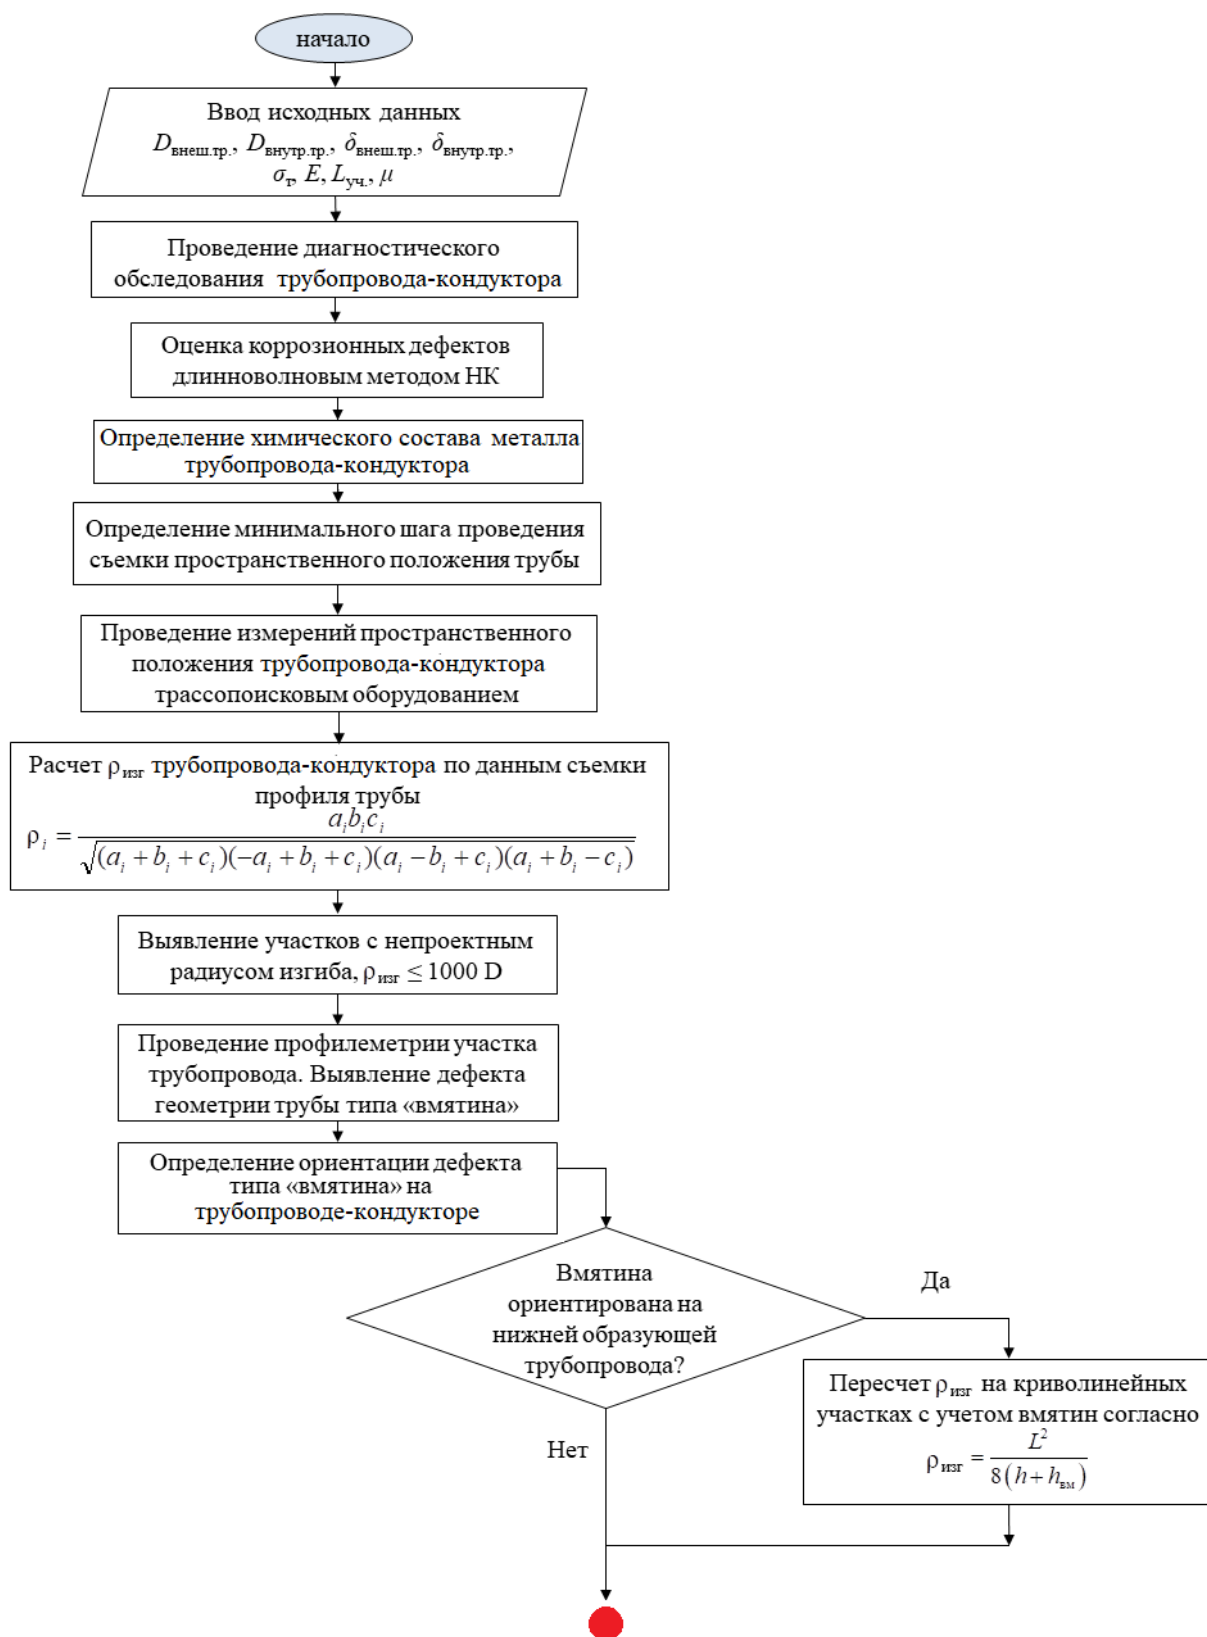 начало
Ввод исходных данных
D внеш.тр., D внутр.тр., δ внеш.тр., δ внутр.тр.,
σт, E, Lуч., μ
Проведение диагностического
обследования трубопровода-кондуктора
Оценка коррозионных дефектов
длинноволновым методом НК
Определение химического состава металла
трубопровода-кондуктора
Определение минимального шага проведения
съемки пространственного положения трубы
Проведение измерений пространственного
положения трубопровода-кондуктора
трассопоисковым оборудованием
Расчет ρизг трубопровода-кондуктора по данным съемки
профиля трубы
ρi = aibici / √(ai + bi + ci)(−ai + bi + ci)(ai − bi + ci)(ai + bi − ci)
Выявление участков с непроектным
радиусом изгиба, ρизг ≤ 1000 D
Проведение профилеметрии участка
трубопровода. Выявление дефекта
геометрии трубы типа «вмятина»
Определение ориентации дефекта
типа «вмятина» на
трубопроводе-кондукторе
Вмятина
ориентирована на
нижней образующей
трубопровода?
Да
Пересчет ρизг на криволинейных
участках с учетом вмятин согласно
ρизг = L² / 8(h + hвм)
Нет